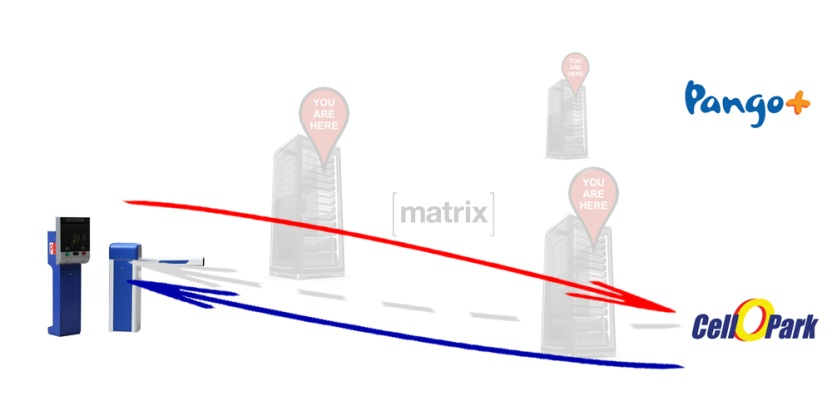 YOU
ARE
HERE
YOU
ARE
HERE
Pango+
[matrix]
YOU
ARE
HERE
CellOPark